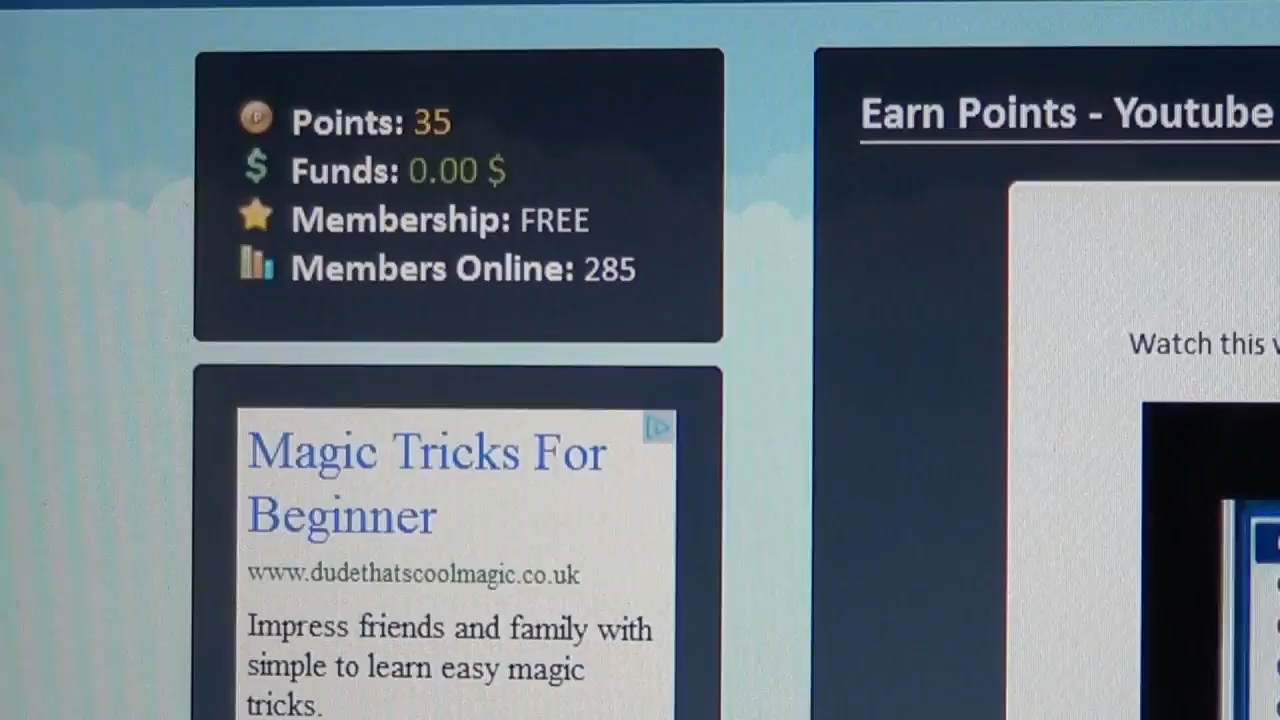 Points: 35
Funds: 0.00 $
Membership: FREE
Members Online: 285
Magic Tricks For
Beginner
www.dudethatscoolmagic.co.uk
Impress friends and family with
simple to learn easy magic
tricks.
Earn Points - Youtube
Watch this